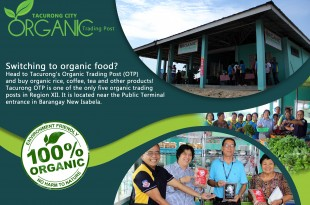 TACURONG CITY
ORGANIC
Trading Post
Switching to organic food?
Head to Tacurong's Organic Trading Post (OTP)
and buy organic rice, coffee, tea and other products!
Tacurong OTP is one of the only five organic trading
posts in Region XII. It is located near the Public Terminal
entrance in Barangay New Isabela.
ENVIRONMENT FRIENDLY
100%
ORGANIC
NO HARM TO NATURE